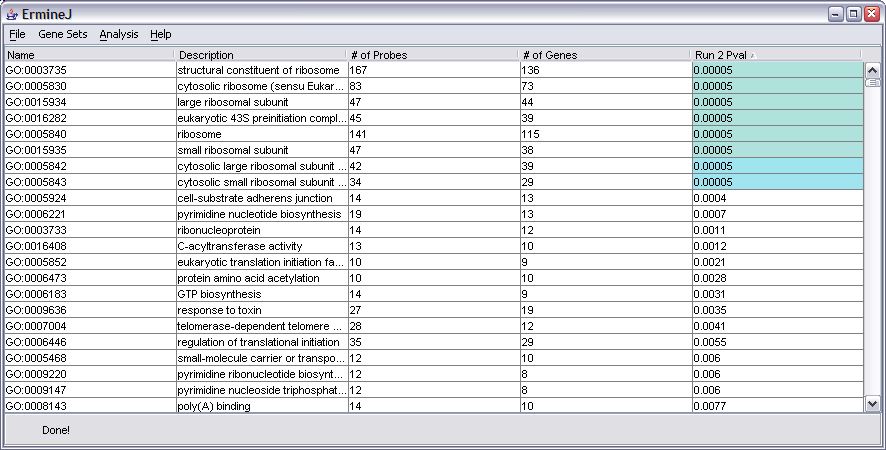 ErmineJ
File Gene Sets Analysis Help
Name Description # of Probes # of Genes Run 2 Pval
GO:0003735 structural constituent of ribosome 167 136 0.00005
GO:0005830 cytosolic ribosome (sensu Eukar... 83 73 0.00005
GO:0015934 large ribosomal subunit 47 44 0.00005
GO:0016282 eukaryotic 43S preinitiation compl... 45 39 0.00005
GO:0005840 ribosome 141 115 0.00005
GO:0015935 small ribosomal subunit 47 38 0.00005
GO:0005842 cytosolic large ribosomal subunit ... 42 39 0.00005
GO:0005843 cytosolic small ribosomal subunit ... 34 29 0.00005
GO:0005924 cell-substrate adherens junction 14 13 0.0004
GO:0006221 pyrimidine nucleotide biosynthesis 19 13 0.0007
GO:0003733 ribonucleoprotein 14 12 0.0011
GO:0016408 C-acyltransferase activity 13 10 0.0012
GO:0005852 eukaryotic translation initiation fa... 10 9 0.0021
GO:0006473 protein amino acid acetylation 10 10 0.0028
GO:0006183 GTP biosynthesis 14 9 0.0031
GO:0009636 response to toxin 27 19 0.0035
GO:0007004 telomerase-dependent telomere ... 28 12 0.0041
GO:0006446 regulation of translational initiation 35 29 0.0055
GO:0005468 small-molecule carrier or transpo... 12 10 0.006
GO:0009220 pyrimidine ribonucleotide biosynt... 12 8 0.006
GO:0009147 pyrimidine nucleoside triphosphat... 12 8 0.006
GO:0008143 poly(A) binding 14 10 0.0077
Done!